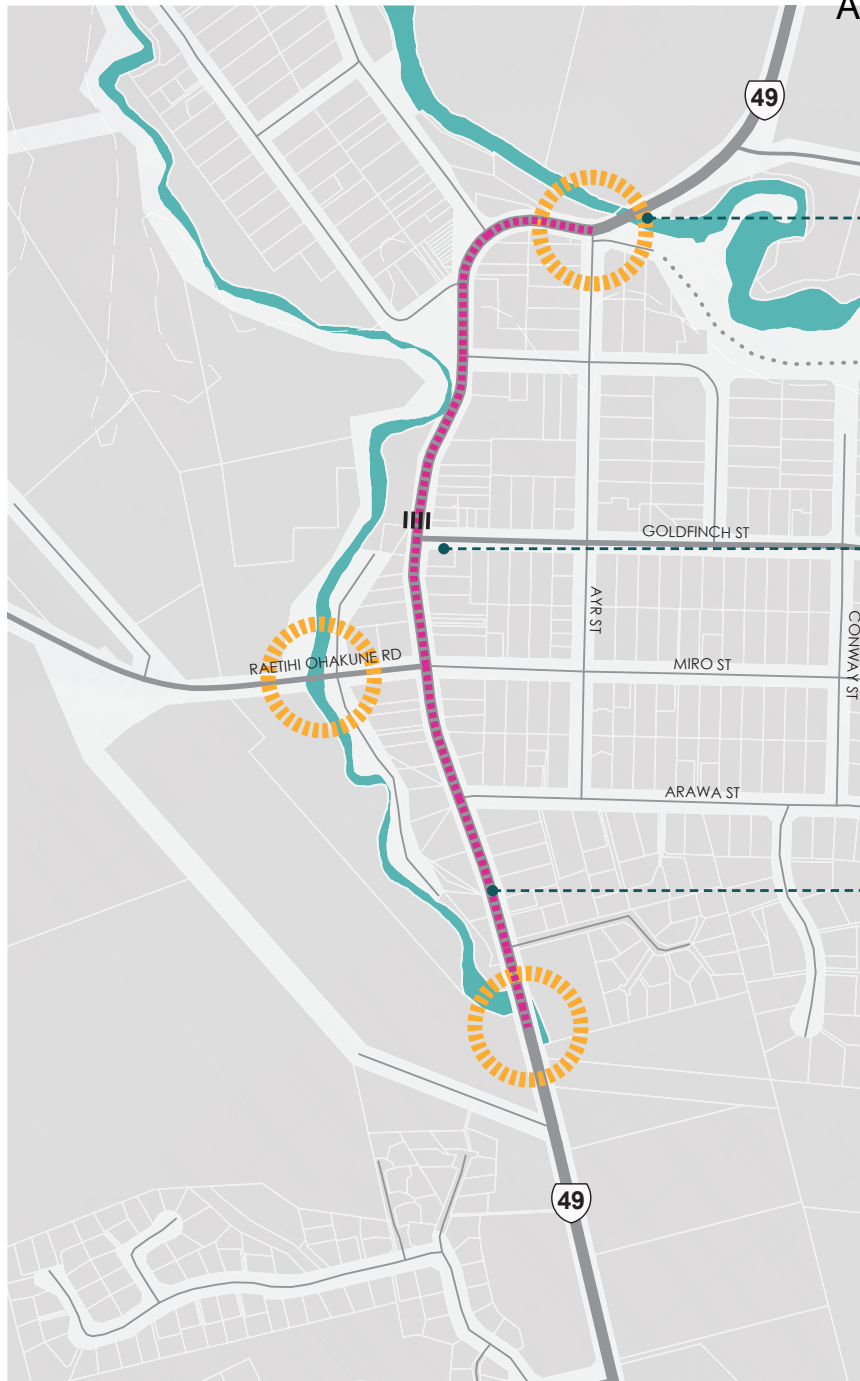 A
49
GOLDFINCH ST
AYR ST
CONWAY ST
RAETIHI OHAKUNE RD
MIRO ST
ARAWA ST
49